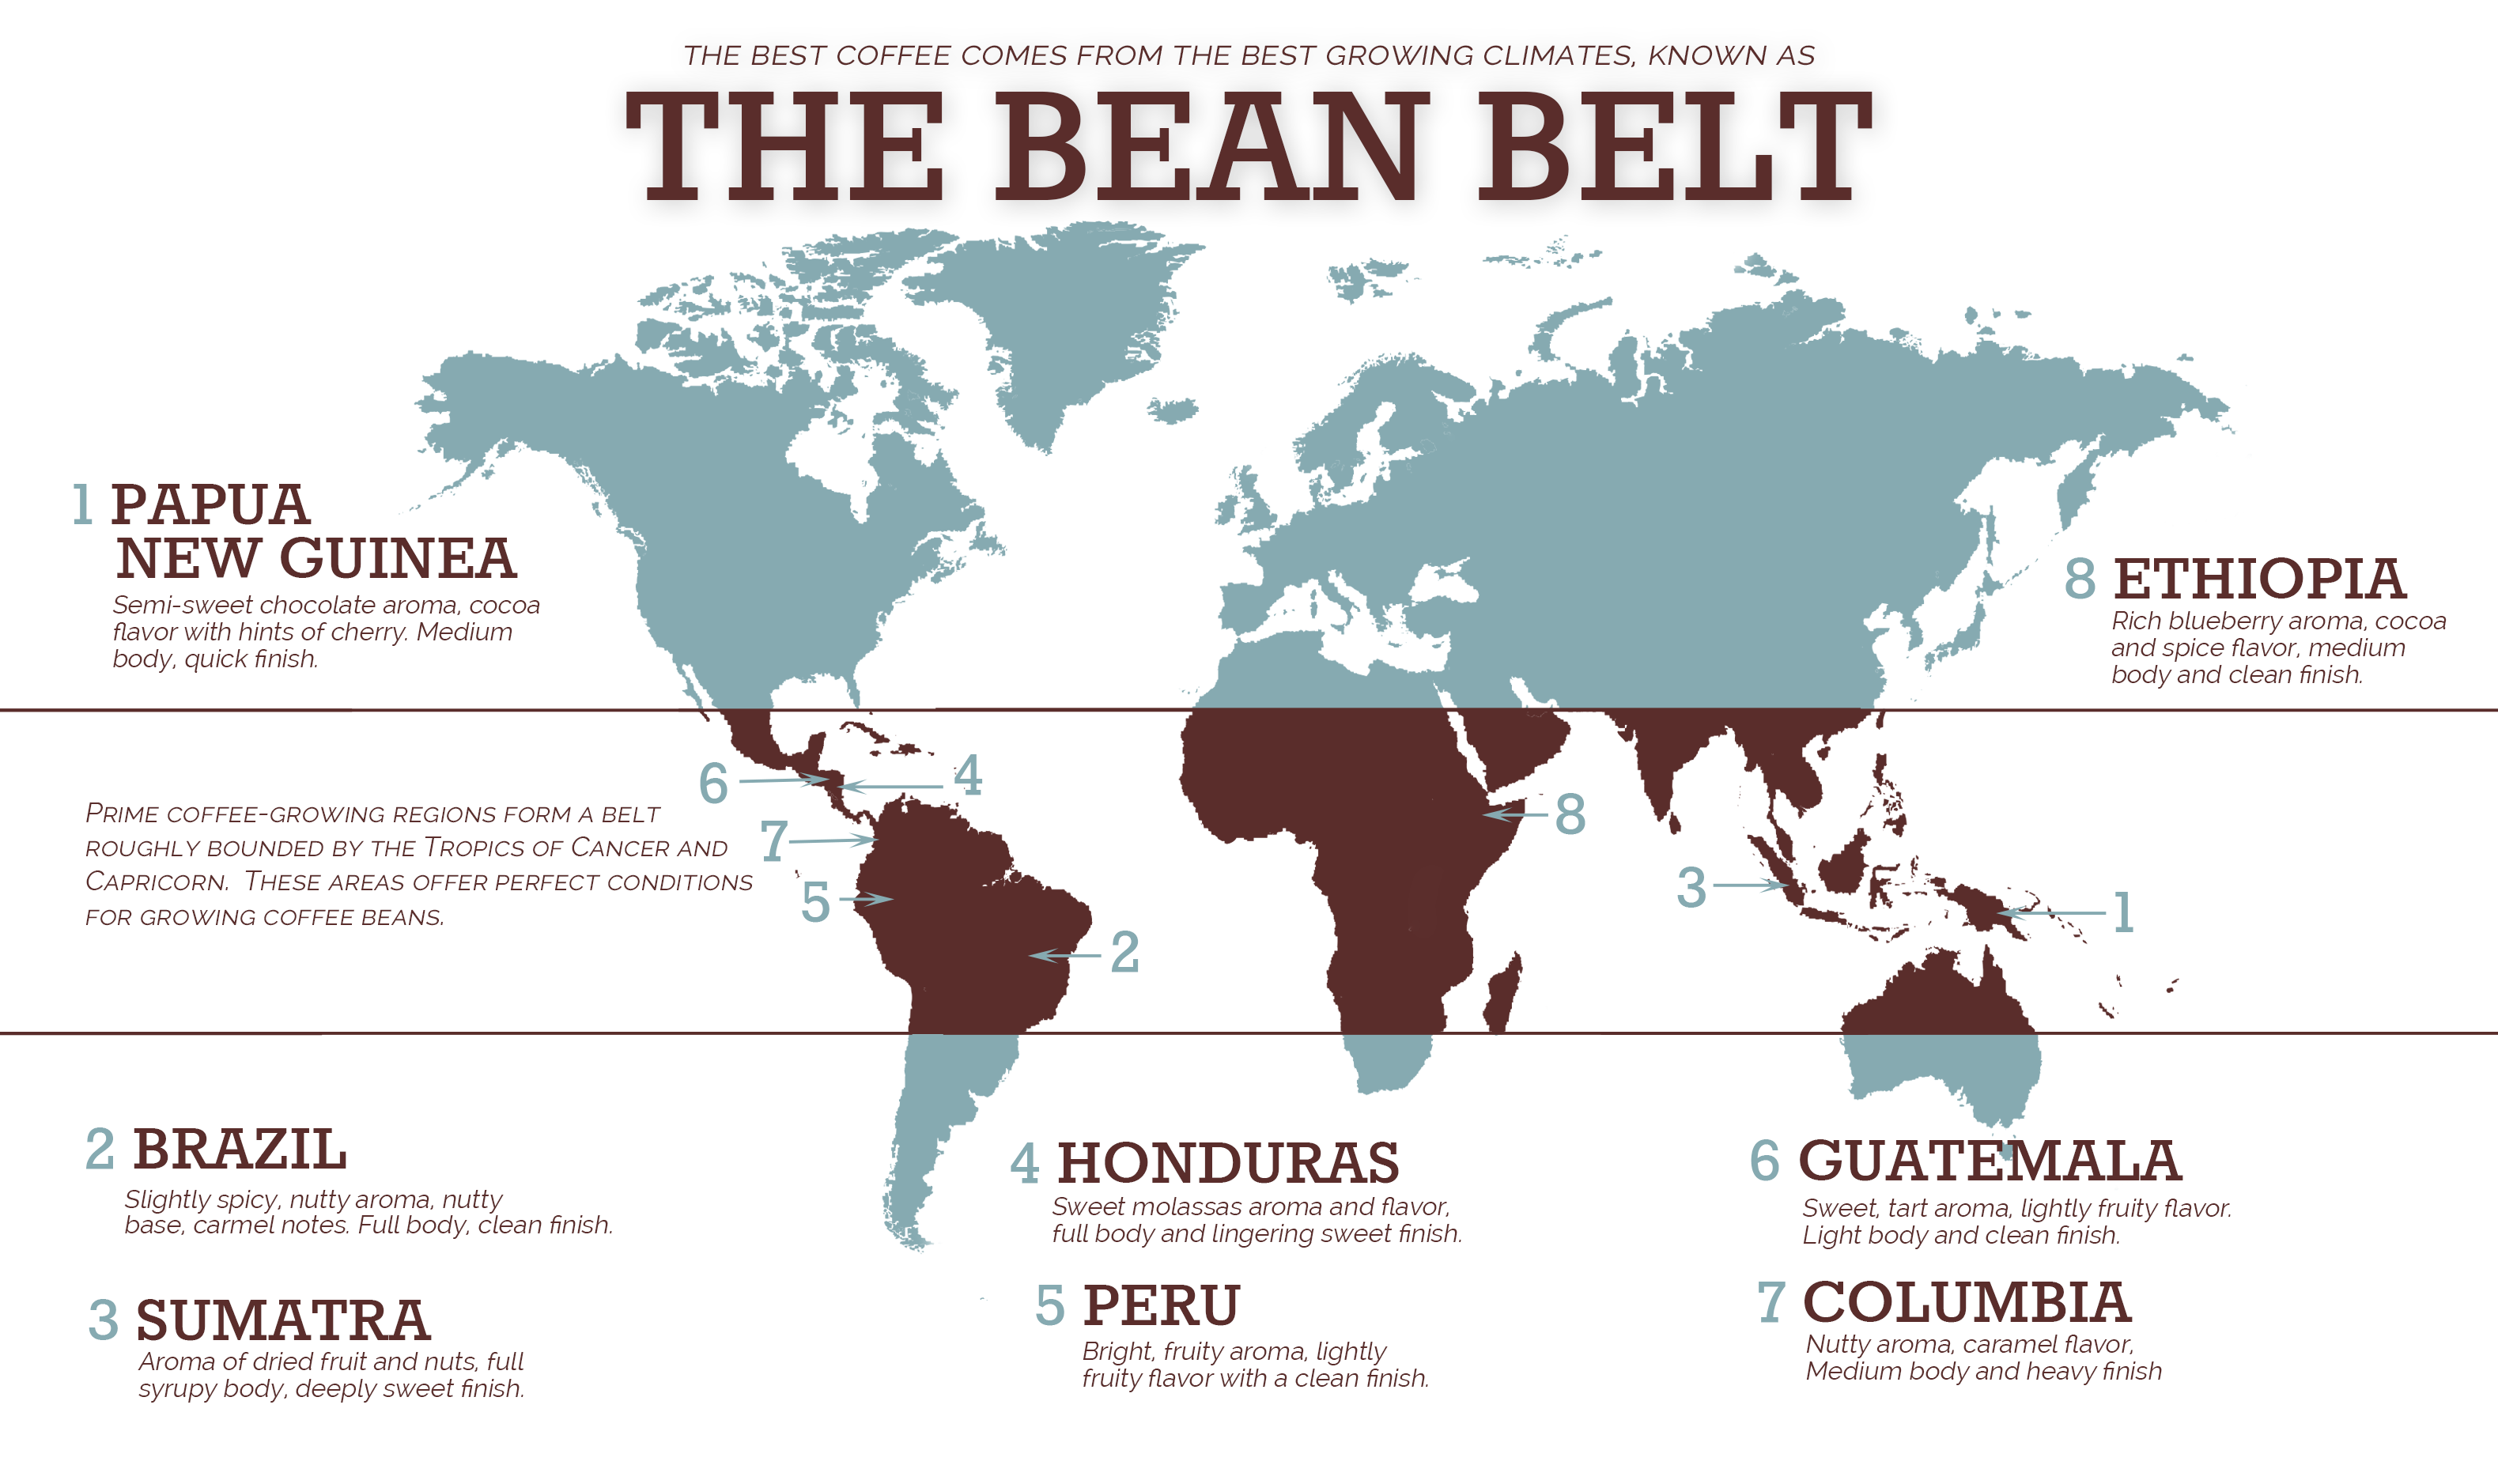 THE BEST COFFEE COMES FROM THE BEST GROWING CLIMATES, KNOWN AS
THE BEAN BELT
1 PAPUA
NEW GUINEA
Semi-sweet chocolate aroma, cocoa
flavor with hints of cherry. Medium
body, quick finish.
8 ETHIOPIA
Rich blueberry aroma, cocoa
and spice flavor, medium
body and clean finish.
6
4
7
5
2
8
3
1
Prime coffee-growing regions form a belt
roughly bounded by the Tropics of Cancer and
Capricorn. These areas offer perfect conditions
for growing coffee beans.
2 BRAZIL
Slightly spicy, nutty aroma, nutty
base, carmel notes. Full body, clean finish.
3 SUMATRA
Aroma of dried fruit and nuts, full
syrupy body, deeply sweet finish.
4 HONDURAS
Sweet molassas aroma and flavor,
full body and lingering sweet finish.
5 PERU
Bright, fruity aroma, lightly
fruity flavor with a clean finish.
6 GUATEMALA
Sweet, tart aroma, lightly fruity flavor.
Light body and clean finish.
7 COLUMBIA
Nutty aroma, caramel flavor,
Medium body and heavy finish